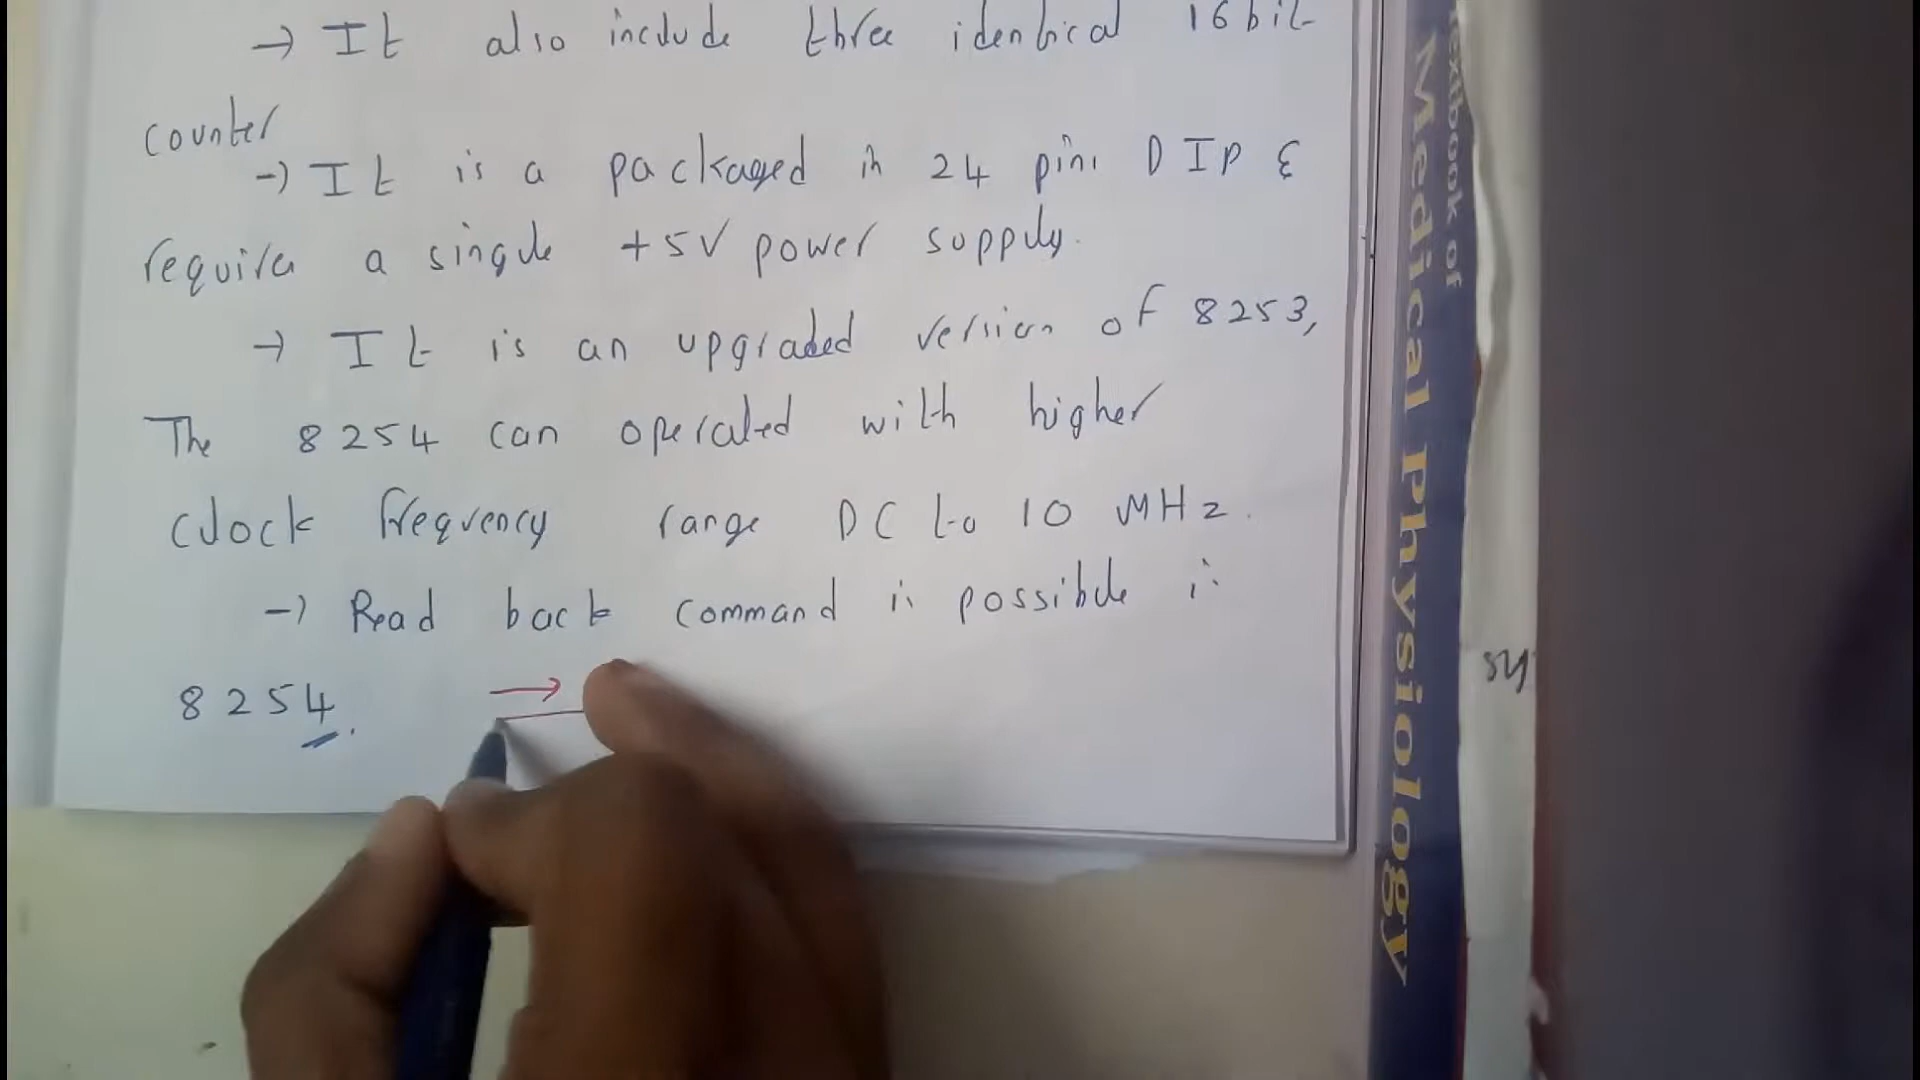 → It also include three identical 16 bit
counter
→ It is a packaged in 24 pin DIP &
require a single +5V power supply.
→ It is an upgraded version of 8253,
The 8254 can operated with higher
clock frequency range DC to 10 MHz.
→ Read back command is possible in
8254.
→
Textbook of
Medical Physiology